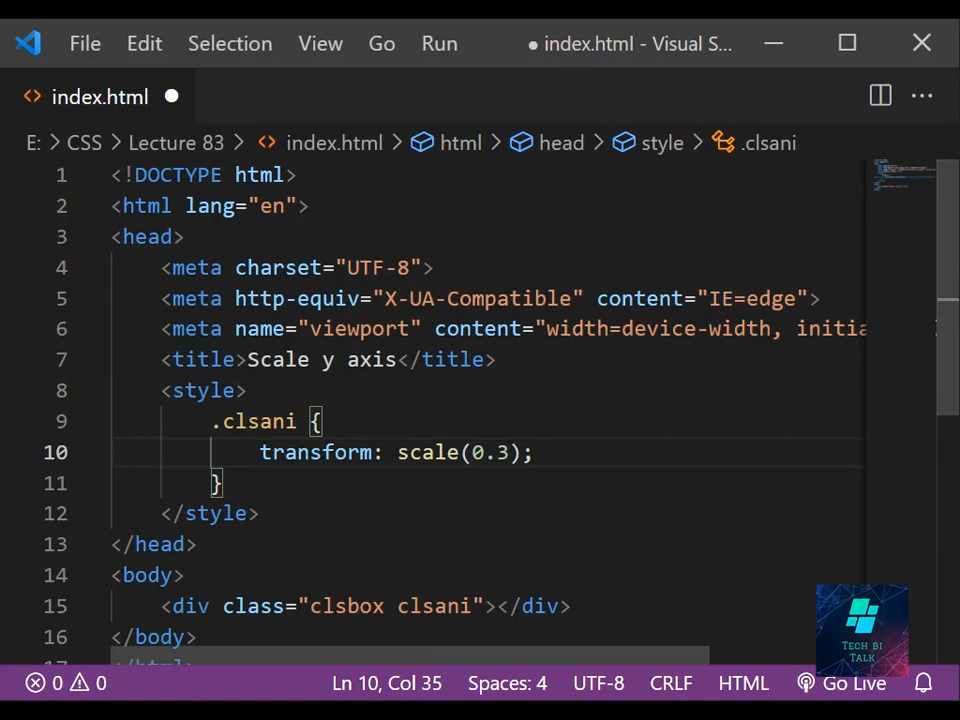 File Edit Selection View Go Run ● index.html - Visual S...
<> index.html ●
E: > CSS > Lecture 83 > <> index.html > html > head > style > .clsani
1 <!DOCTYPE html>
2 <html lang="en">
3 <head>
4 <meta charset="UTF-8">
5 <meta http-equiv="X-UA-Compatible" content="IE=edge">
6 <meta name="viewport" content="width=device-width, initia
7 <title>Scale y axis</title>
8 <style>
9 .clsani {
10 transform: scale(0.3);
11 }
12 </style>
13 </head>
14 <body>
15 <div class="clsbox clsani"></div>
16 </body>
17 </html>
TECH BI
TALK
0 0 Ln 10, Col 35 Spaces: 4 UTF-8 CRLF HTML Go Live